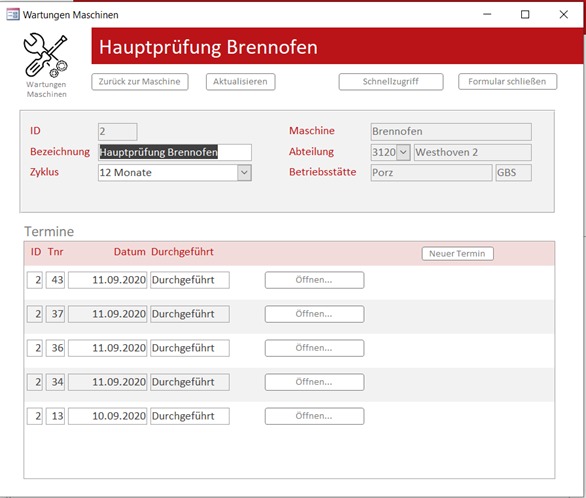 Wartungen Maschinen
Hauptprüfung Brennofen
Wartungen
Maschinen
Zurück zur Maschine Aktualisieren Schnellzugriff Formular schließen
ID 2 Maschine Brennofen
Bezeichnung Hauptprüfung Brennofen Abteilung 3120 Westhoven 2
Zyklus 12 Monate Betriebsstätte Porz GBS
Termine
ID Tnr Datum Durchgeführt Neuer Termin
2 43 11.09.2020 Durchgeführt Öffnen...
2 37 11.09.2020 Durchgeführt Öffnen...
2 36 11.09.2020 Durchgeführt Öffnen...
2 34 11.09.2020 Durchgeführt Öffnen...
2 13 10.09.2020 Durchgeführt Öffnen...